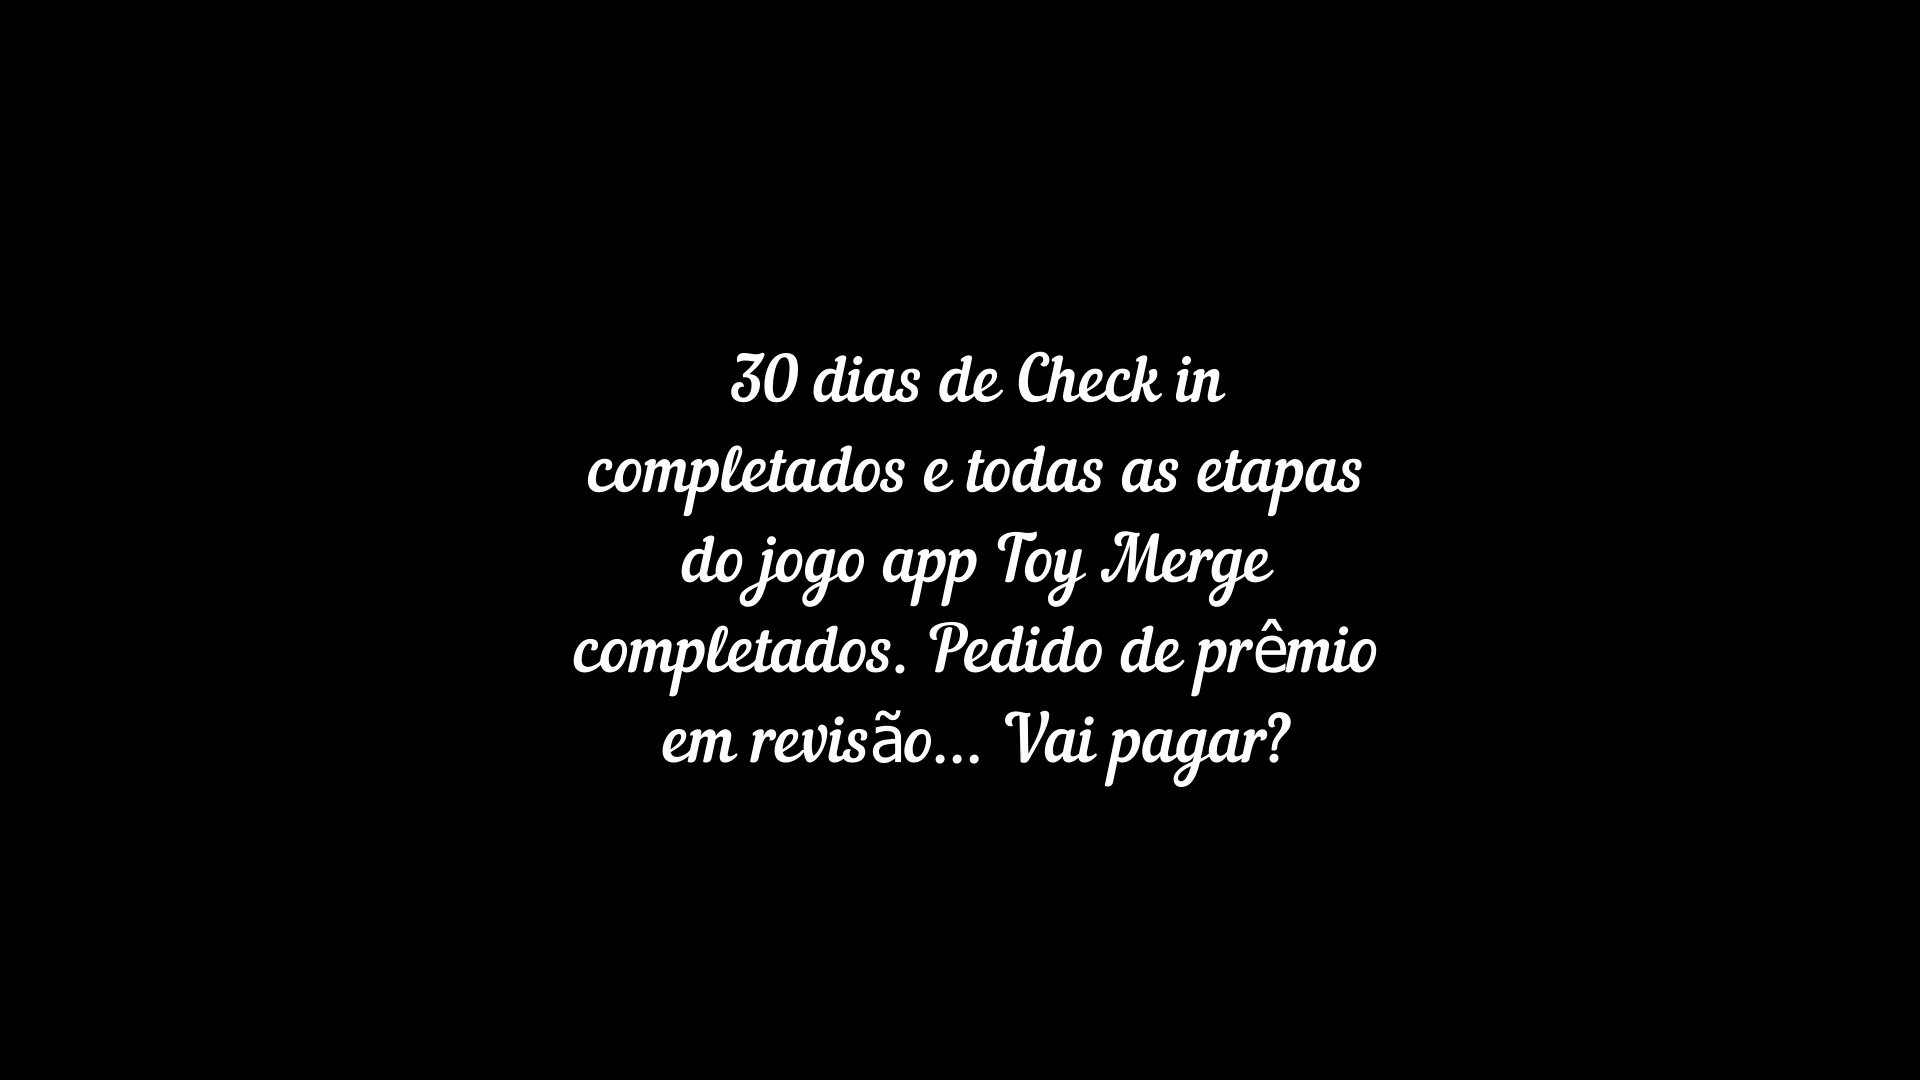 30 dias de Check in
completados e todas as etapas
do jogo app Toy Merge
completados. Pedido de prêmio
em revisão... Vai pagar?